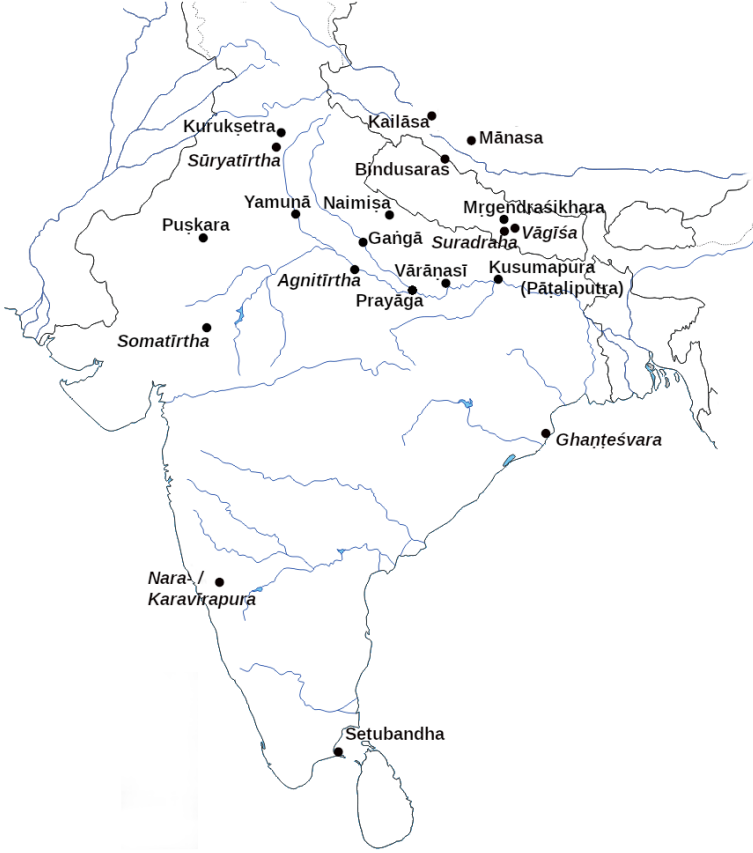 Kailāsa
Kurukṣetra
Mānasa
Sūryatīrtha
Bindusaras
Yamunā
Naimiṣa
Mṛgendraśikhara
Puṣkara
Gaṅgā
Suradraha
Vāgīśa
Agnitīrtha
Vārāṇasī
Kusumapura
(Pāṭaliputra)
Prayāga
Somatīrtha
Ghaṇṭeśvara
Nara- /
Karavīrapura
Setubandha